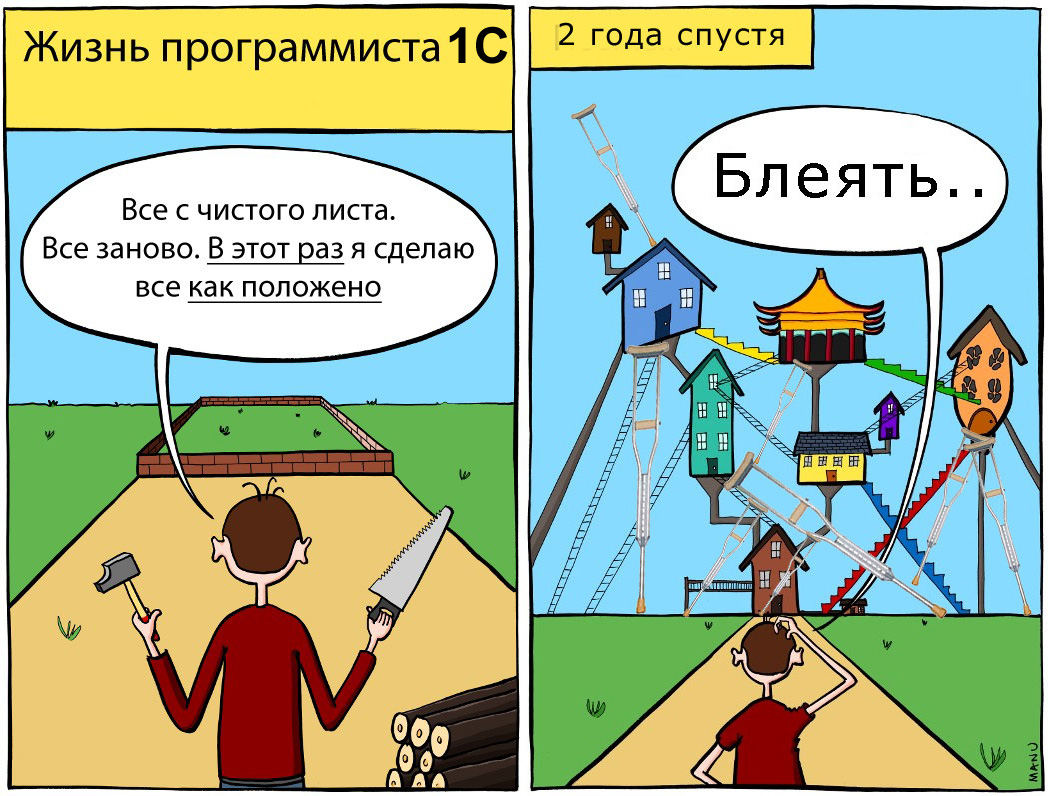 Жизнь программиста 1С
Все с чистого листа.
Все заново. В этот раз я сделаю
все как положено
2 года спустя
Блеять..
MANU